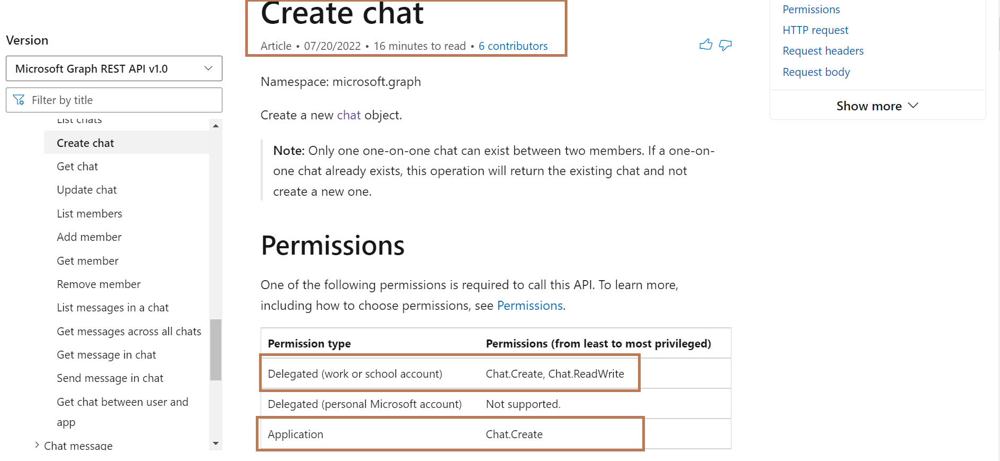 Version
Microsoft Graph REST API v1.0
Filter by title
List chats
Create chat
Get chat
Update chat
List members
Add member
Get member
Remove member
List messages in a chat
Get messages across all chats
Get message in chat
Send message in chat
Get chat between user and
app
Chat message
Create chat
Article • 07/20/2022 • 16 minutes to read • 6 contributors
Namespace: microsoft.graph
Create a new chat object.
Note: Only one one-on-one chat can exist between two members. If a one-on-
one chat already exists, this operation will return the existing chat and not
create a new one.
Permissions
One of the following permissions is required to call this API. To learn more,
including how to choose permissions, see Permissions.
Permission type Permissions (from least to most privileged)
Delegated (work or school account) Chat.Create, Chat.ReadWrite
Delegated (personal Microsoft account) Not supported.
Application Chat.Create
Permissions
HTTP request
Request headers
Request body
Show more